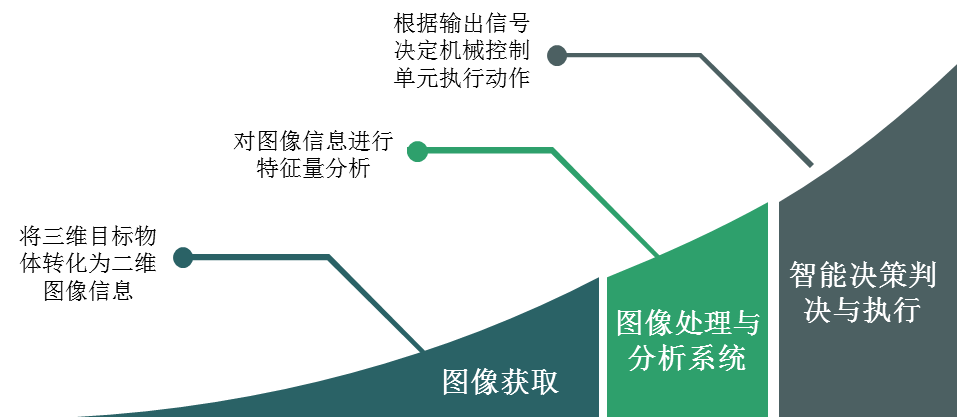 根据输出信号
决定机械控制
单元执行动作
对图像信息进行
特征量分析
将三维目标物
体转化为二维
图像信息
智能决策判
决与执行
图像处理与
分析系统
图像获取